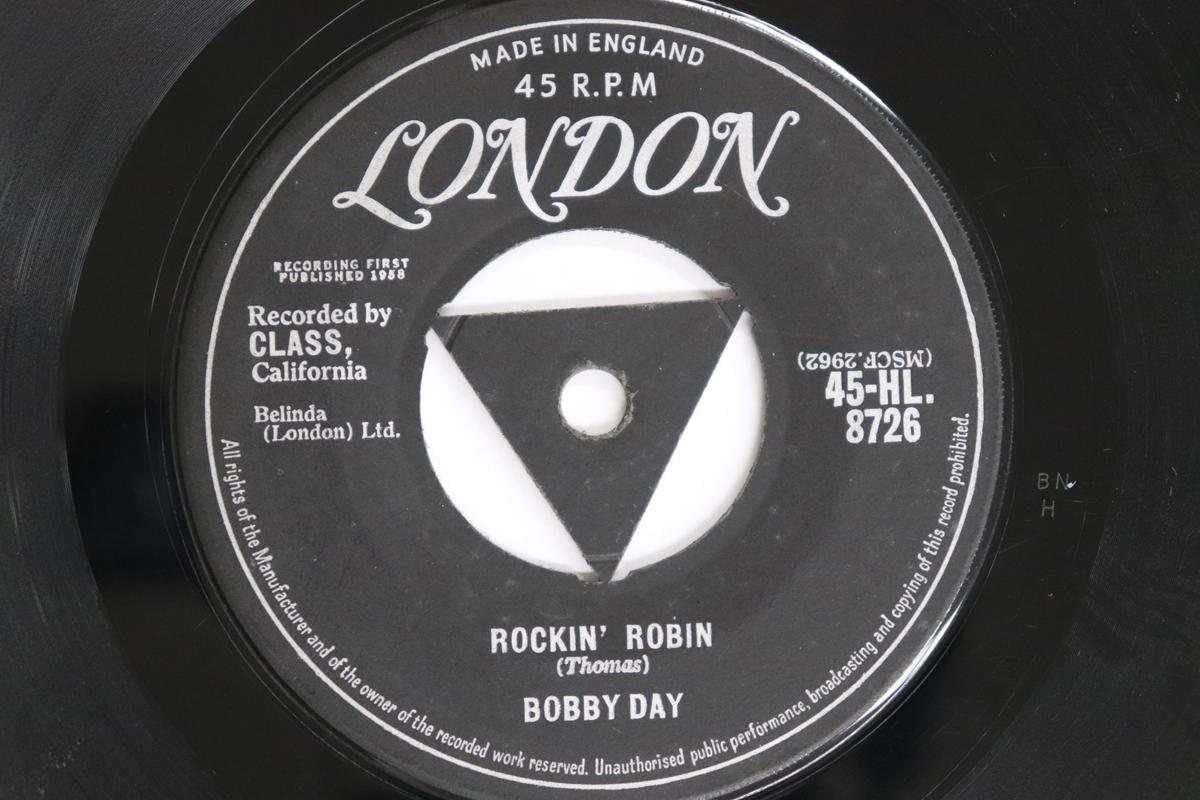 MADE IN ENGLAND
45 R.P.M
LONDON
RECORDING FIRST
PUBLISHED 1958
Recorded by
CLASS,
California
Belinda
(London) Ltd.
(MSCF.2962)
45-HL.
8726
BN
H
ROCKIN' ROBIN
(Thomas)
BOBBY DAY
All rights of the Manufacturer and of the owner of the recorded work reserved. Unauthorised public performance, broadcasting and copying of this record prohibited.